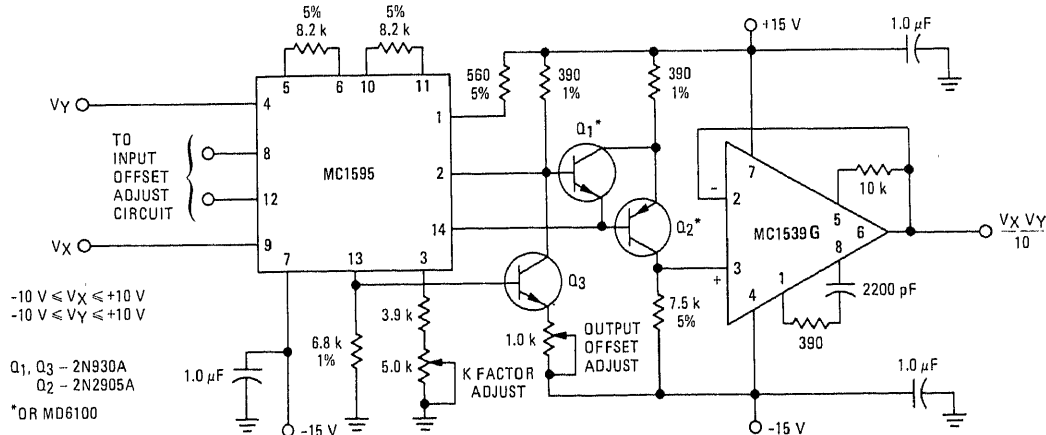 5%
8.2 k
5%
8.2 k
5
6
10
11
560
5%
390
1%
390
1%
+15 V
1.0 µF
VY
4
1
TO
INPUT
OFFSET
ADJUST
CIRCUIT
8
12
MC1595
2
14
Q1*
Q2*
7
2
-
10 k
5
6
MC1539G
VX VY
10
VX
9
7
13
3
Q3
3
+
8
1
4
2200 pF
390
-10 V ≤ VX ≤ +10 V
-10 V ≤ VY ≤ +10 V
3.9 k
6.8 k
1%
5.0 k
K FACTOR
ADJUST
1.0 k
OUTPUT
OFFSET
ADJUST
7.5 k
5%
Q1, Q3 – 2N930A
Q2 – 2N2905A
*OR MD6100
1.0 µF
-15 V
1.0 µF
-15 V